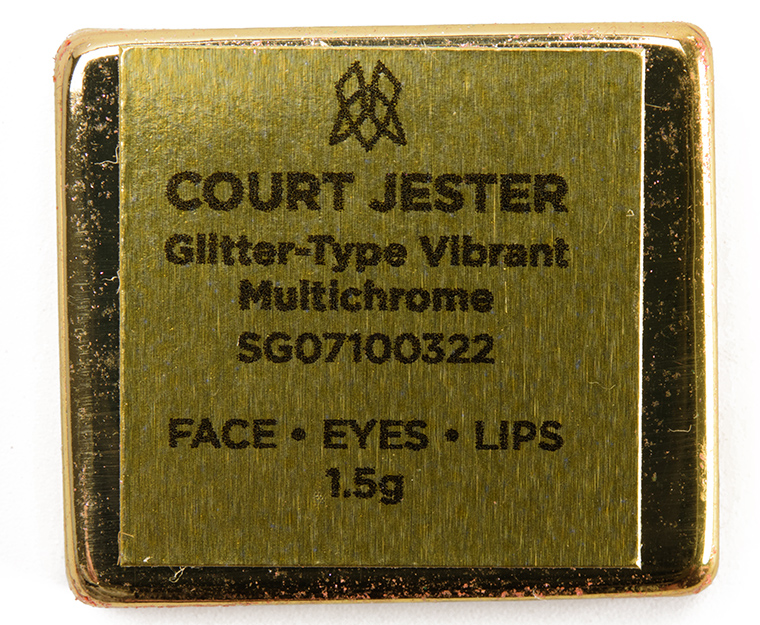 COURT JESTER
Glitter-Type Vibrant
Multichrome
SG07100322
FACE • EYES • LIPS
1.5g